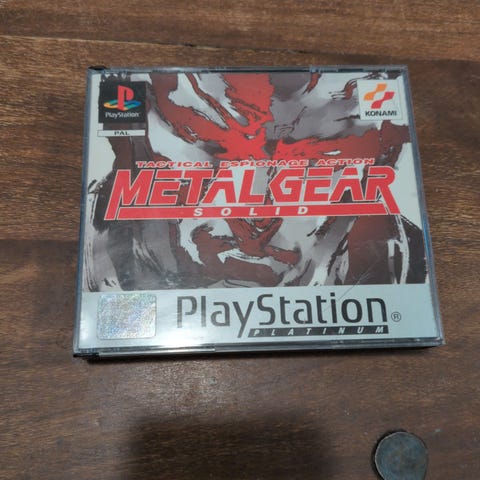 PlayStation
PAL
KONAMI
TACTICAL ESPIONAGE ACTION
METAL GEAR
SOLID
PlayStation®
PLATINUM